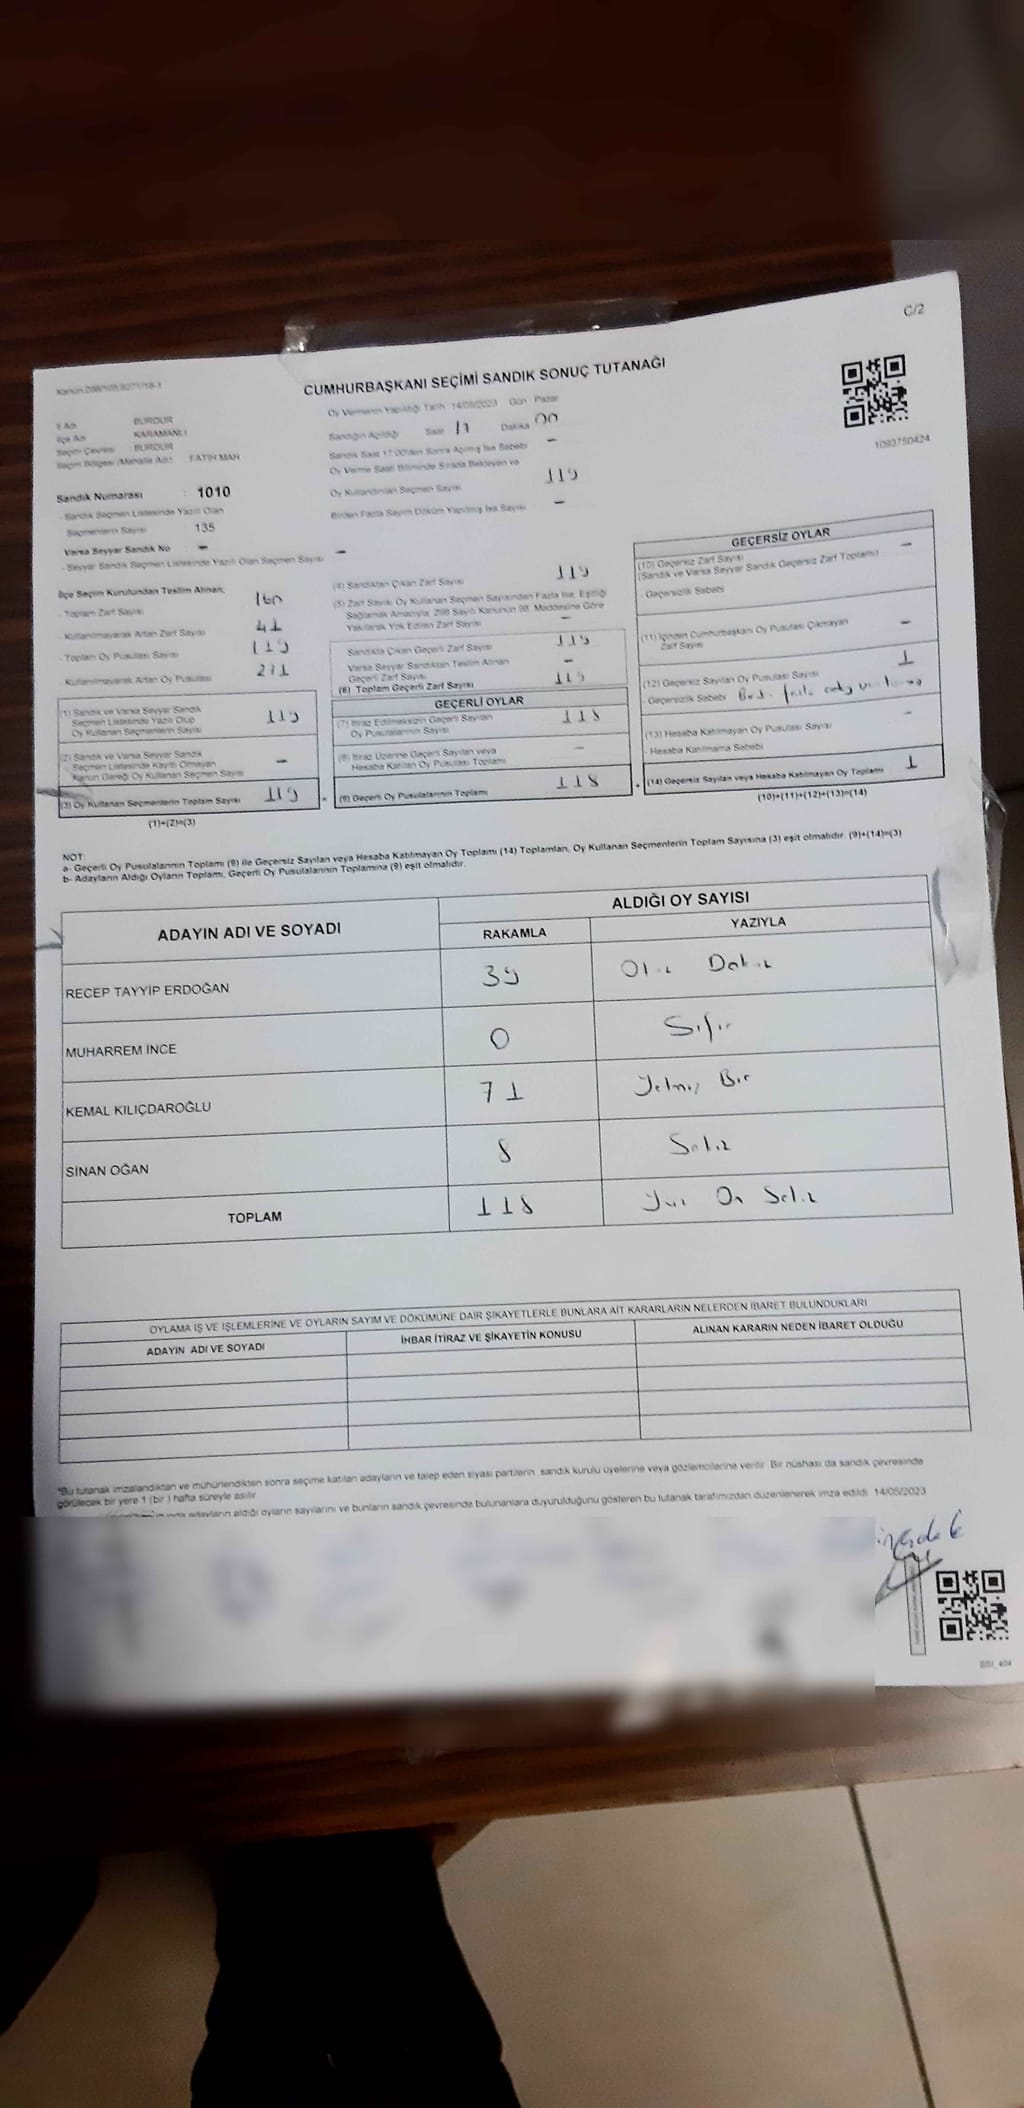 C/2
CUMHURBAŞKANI SEÇİMİ SANDIK SONUÇ TUTANAĞI
İl Adı : BURDUR
İlçe Adı : KARAMANLI
Seçim Çevresi : BURDUR
Seçim Bölgesi (Mahalle Adı) : FATİH MAH
Sandık Numarası : 1010
- Sandık Seçmen Listesinde Yazılı Olan
Seçmenlerin Sayısı 135
Varsa Seyyar Sandık No : -
- Seyyar Sandık Seçmen Listesinde Yazılı Olan Seçmen Sayısı -
Oy Vermenin Yapıldığı Tarih : 14/05/2023 Gün : Pazar
Sandığın Açıldığı Saat 17 Dakika 00
Sandık Saat 17:00'den Sonra Açılmış İse Sebebi -
Oy Verme Saati Bitiminde Sırada Bekleyen ve
Oy Kullandırılan Seçmen Sayısı 119
Birden Fazla Sayım Döküm Yapılmış İse Sayısı -
1093750424
İlçe Seçim Kurulundan Teslim Alınan;
- Toplam Zarf Sayısı 160
- Kullanılmayarak Artan Zarf Sayısı 41
- Toplam Oy Pusulası Sayısı
- Kullanılmayarak Artan Oy Pusulası
(1) Sandık ve Varsa Seyyar Sandık
Seçmen Listesinde Yazılı Olup
Oy Kullanan Seçmenlerin Sayısı 119
(2) Sandık ve Varsa Seyyar Sandık
Seçmen Listesinde Kayıtlı Olmayan
Kanun Gereği Oy Kullanan Seçmen Sayısı -
(3) Oy Kullanan Seçmenlerin Toplam Sayısı 119
(1)+(2)=(3)
(4) Sandıktan Çıkan Zarf Sayısı 119
(5) Zarf Sayısı Oy Kullanan Seçmen Sayısından Fazla İse, Eşitliği
Sağlamak Amacıyla, 298 Sayılı Kanunun 98. Maddesine Göre
Yakılarak Yok Edilen Zarf Sayısı -
Sandıkta Çıkan Geçerli Zarf Sayısı 119
Varsa Seyyar Sandıktan Teslim Alınan
Geçerli Zarf Sayısı -
(6) Toplam Geçerli Zarf Sayısı 119
GEÇERLİ OYLAR
(7) İtiraz Edilmeksizin Geçerli Sayılan
Oy Pusulalarının Sayısı 118
(8) İtiraz Üzerine Geçerli Sayılan veya
Hesaba Katılan Oy Pusulası Toplamı -
(9) Geçerli Oy Pusulalarının Toplamı 118
GEÇERSİZ OYLAR
(10) Geçersiz Zarf Sayısı -
(Sandık ve Varsa Seyyar Sandık Geçersiz Zarf Toplamı)
- Geçersizlik Sebebi
(11) İçinden Cumhurbaşkanı Oy Pusulası Çıkmayan
Zarf Sayısı -
(12) Geçersiz Sayılan Oy Pusulası Sayısı 1
- Geçersizlik Sebebi
(13) Hesaba Katılmayan Oy Pusulası Sayısı -
- Hesaba Katılmama Sebebi
(14) Geçersiz Sayılan veya Hesaba Katılmayan Oy Toplamı 1
(10)+(11)+(12)+(13)=(14)
NOT:
a- Geçerli Oy Pusulalarının Toplamı (9) ile Geçersiz Sayılan veya Hesaba Katılmayan Oy Toplamı (14) Toplamları, Oy Kullanan Seçmenlerin Toplam Sayısına (3) eşit olmalıdır. (9)+(14)=(3)
b- Adayların Aldığı Oyların Toplamı, Geçerli Oy Pusulalarının Toplamına (9) eşit olmalıdır.
ADAYIN ADI VE SOYADI
ALDIĞI OY SAYISI
RAKAMLA YAZIYLA
RECEP TAYYİP ERDOĞAN 39 Otuz Dokuz
MUHARREM İNCE 0 Sıfır
KEMAL KILIÇDAROĞLU 71 Yetmiş Bir
SİNAN OĞAN 8 Sekiz
TOPLAM 118 Yüz On Sekiz
OYLAMA İŞ VE İŞLEMLERİNE VE OYLARIN SAYIM VE DÖKÜMÜNE DAİR ŞİKAYETLERLE BUNLARA AİT KARARLARIN NELERDEN İBARET BULUNDUKLARI
ADAYIN ADI VE SOYADI İHBAR İTİRAZ VE ŞİKAYETİN KONUSU ALINAN KARARIN NEDEN İBARET OLDUĞU
*Bu tutanak imzalandıktan ve mühürlendikten sonra seçime katılan adayların ve talep eden siyasi partilerin sandık kurulu üyelerine veya gözlemcilerine verilir. Bir nüshası da sandık çevresinde
görülecek bir yere 1 (bir) hafta süreyle asılır.
adayların aldığı oyların sayılarını ve bunların sandık çevresinde bulunanlara duyurulduğunu gösteren bu tutanak tarafımızdan düzenlenerek imza edildi. 14/05/2023